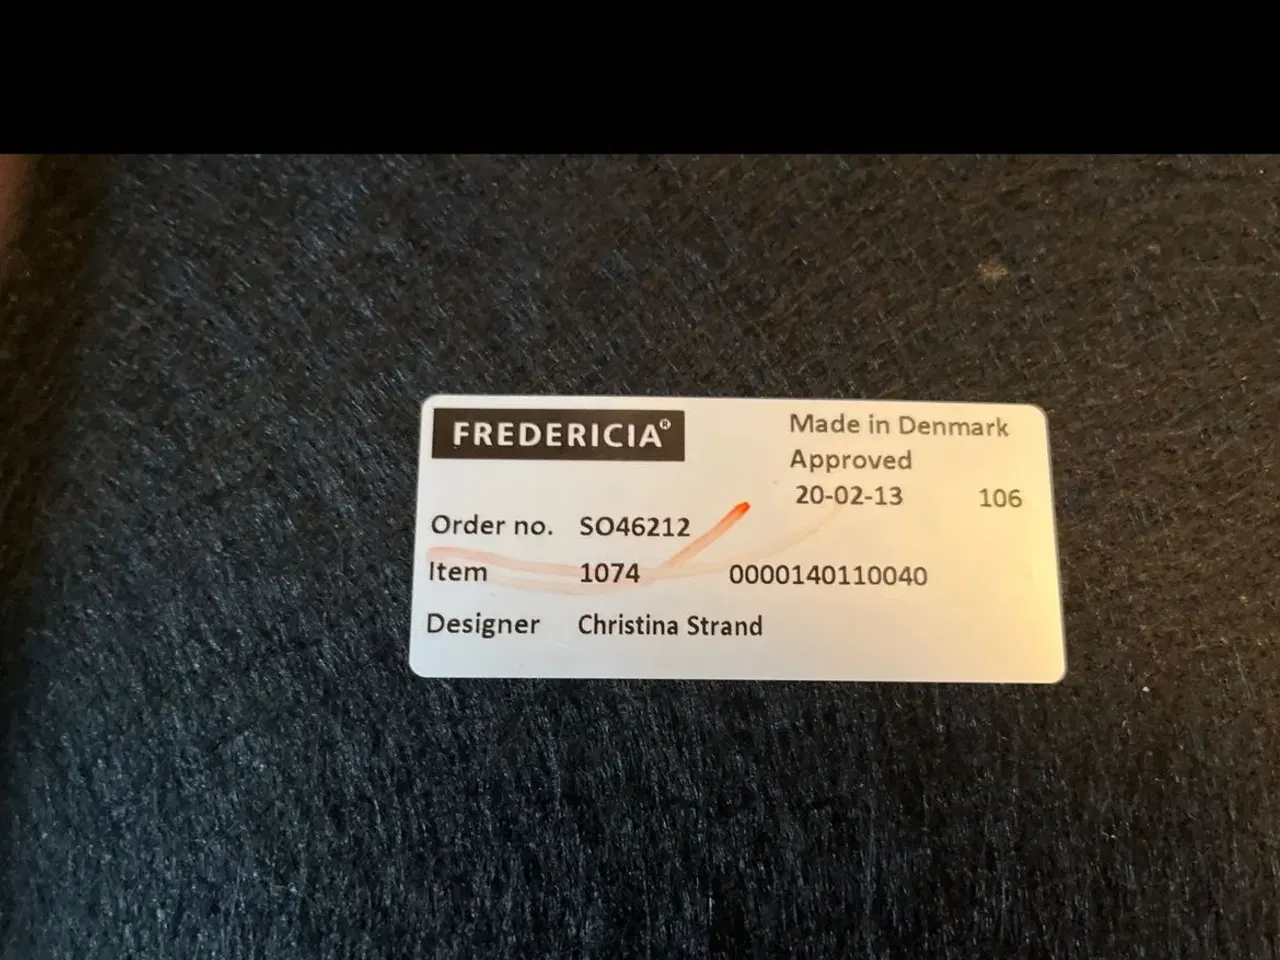 FREDERICIA®
Made in Denmark
Approved
20-02-13 106
Order no. SO46212
Item 1074 0000140110040
Designer Christina Strand